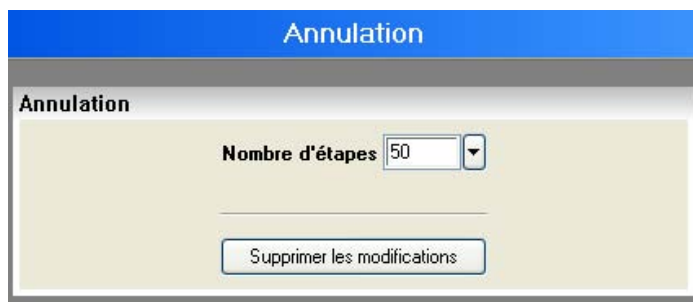 Annulation
Annulation
Nombre d'étapes 50
Supprimer les modifications